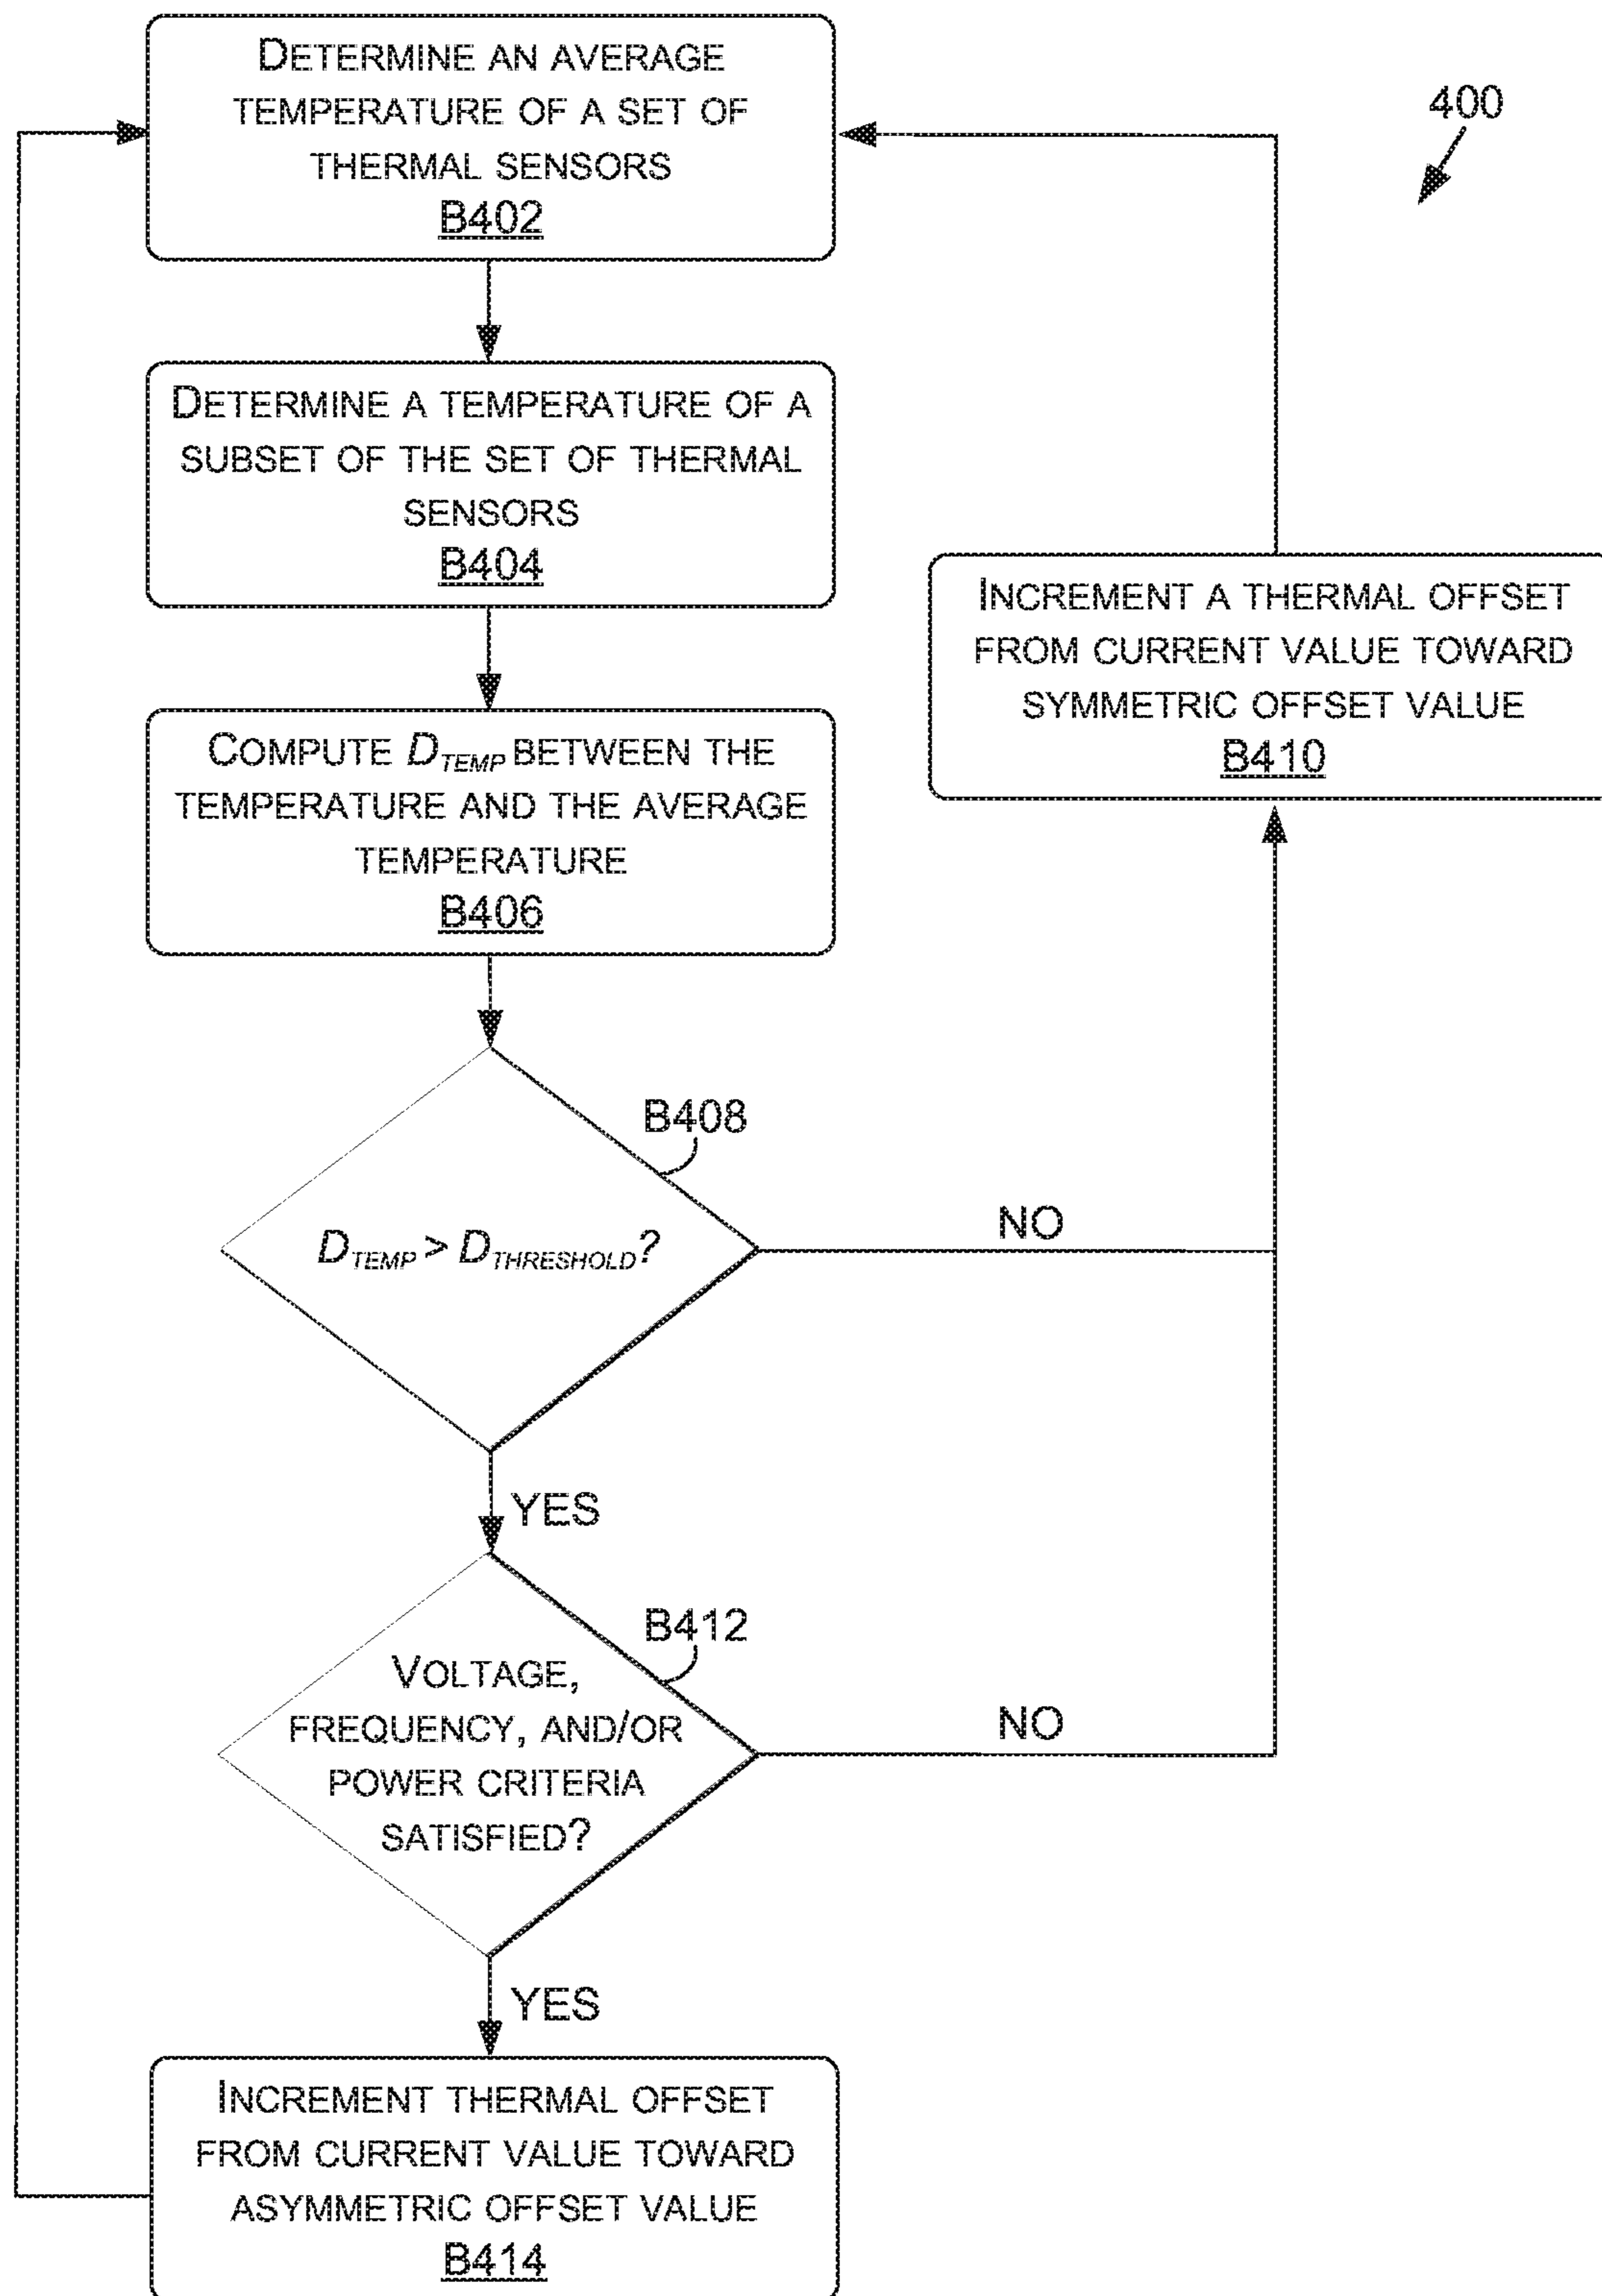 DETERMINE AN AVERAGE
TEMPERATURE OF A SET OF
THERMAL SENSORS
B402
400
DETERMINE A TEMPERATURE OF A
SUBSET OF THE SET OF THERMAL
SENSORS
B404
INCREMENT A THERMAL OFFSET
FROM CURRENT VALUE TOWARD
SYMMETRIC OFFSET VALUE
B410
COMPUTE D_TEMP BETWEEN THE
TEMPERATURE AND THE AVERAGE
TEMPERATURE
B406
B408
D_TEMP > D_THRESHOLD?
NO
YES
B412
VOLTAGE,
FREQUENCY, AND/OR
POWER CRITERIA
SATISFIED?
NO
YES
INCREMENT THERMAL OFFSET
FROM CURRENT VALUE TOWARD
ASYMMETRIC OFFSET VALUE
B414